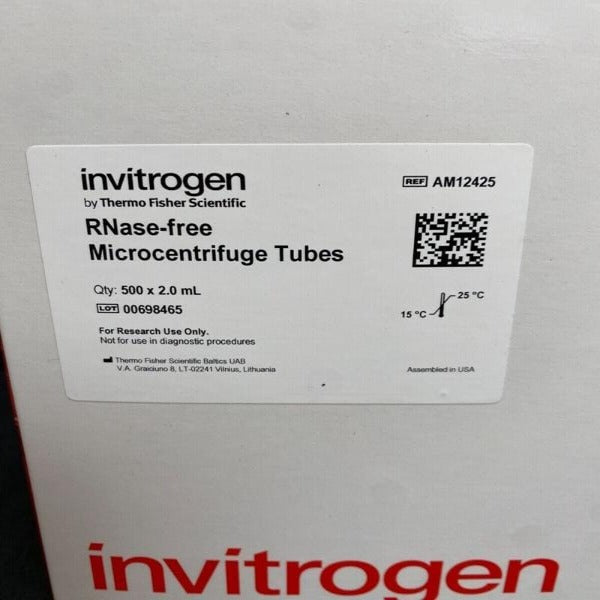 invitrogen
by Thermo Fisher Scientific
REF AM12425
RNase-free
Microcentrifuge Tubes
Qty: 500 x 2.0 mL
LOT 00698465
25 °C
15 °C
For Research Use Only.
Not for use in diagnostic procedures
Thermo Fisher Scientific Baltics UAB
V.A. Graiciuno 8, LT-02241 Vilnius, Lithuania
Assembled in USA
invitrogen